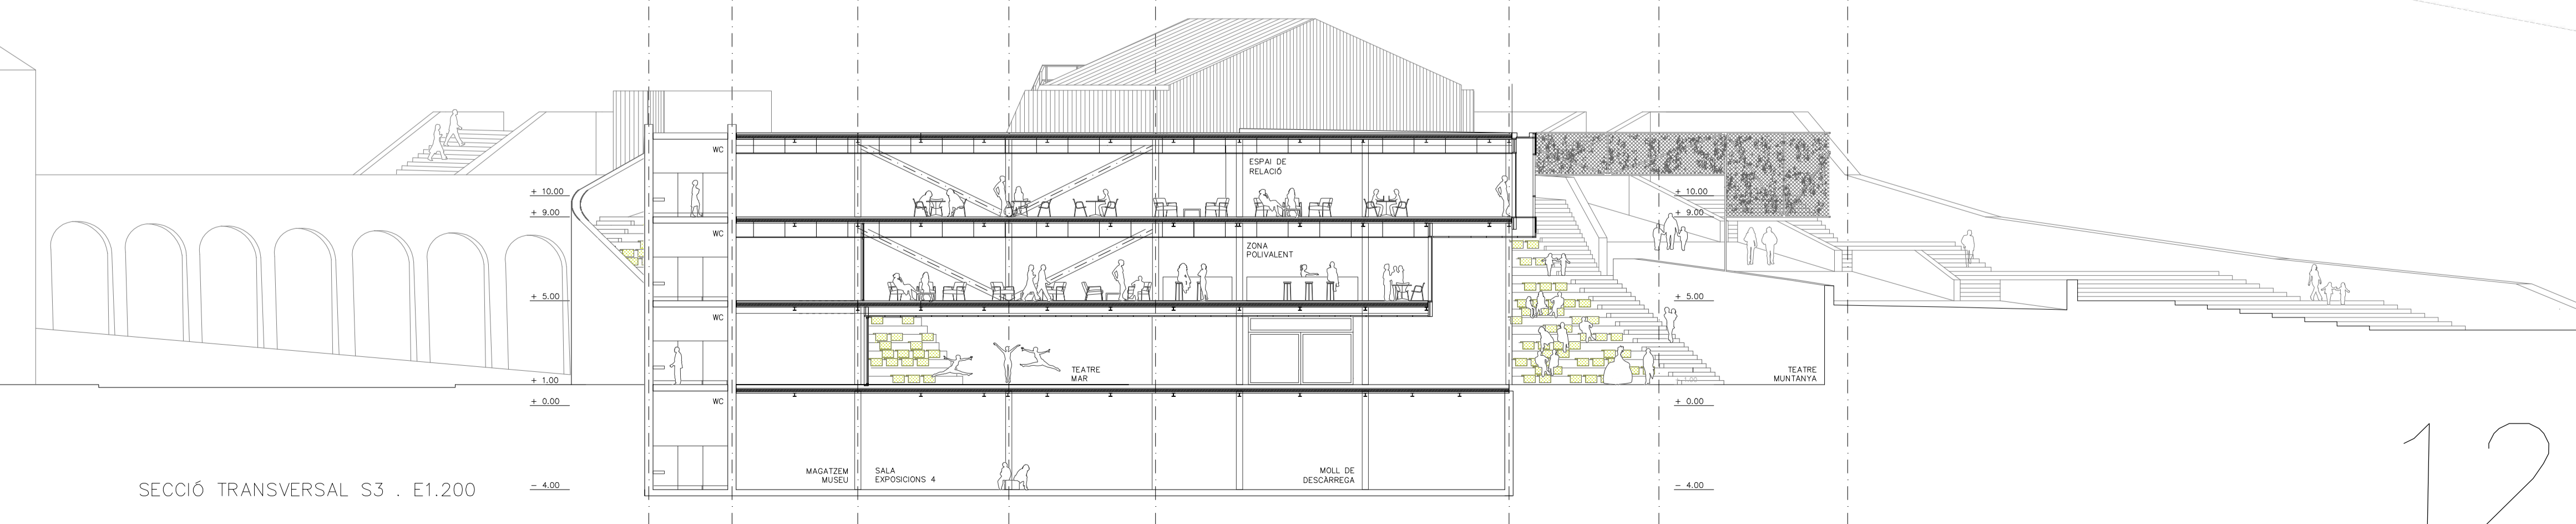 WC
ESPAI DE
RELACIÓ
+ 10.00
+ 10.00
+ 9.00
+ 9.00
WC
ZONA
POLIVALENT
+ 5.00
+ 5.00
WC
TEATRE
MAR
TEATRE
MUNTANYA
+ 1.00
+ 1.00
WC
+ 0.00
+ 0.00
MAGATZEM
MUSEU
SALA
EXPOSICIONS 4
MOLL DE
DESCÀRREGA
SECCIÓ TRANSVERSAL S3 . E1.200
- 4.00
- 4.00
12